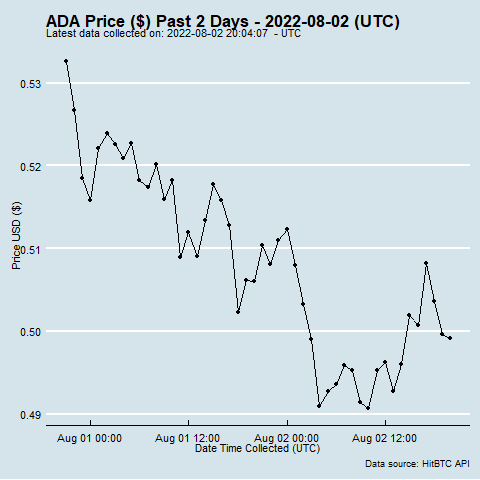 ADA Price ($) Past 2 Days - 2022-08-02 (UTC)
Latest data collected on: 2022-08-02 20:04:07  - UTC
0.53
0.52
0.51
0.50
0.49
Price USD ($)
Aug 01 00:00 Aug 01 12:00 Aug 02 00:00 Aug 02 12:00
Date Time Collected (UTC)
Data source: HitBTC API